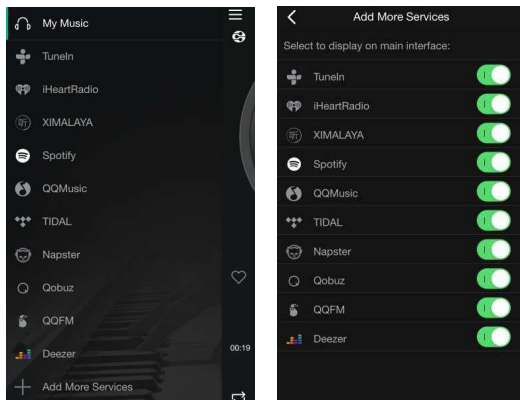 My Music
TuneIn
iHeartRadio
XIMALAYA
Spotify
QQMusic
TIDAL
Napster
Qobuz
QQFM
Deezer
00:19
Add More Services
Add More Services
Select to display on main interface:
TuneIn
iHeartRadio
听
XIMALAYA
Spotify
QQMusic
TIDAL
Napster
Qobuz
QQFM
Deezer